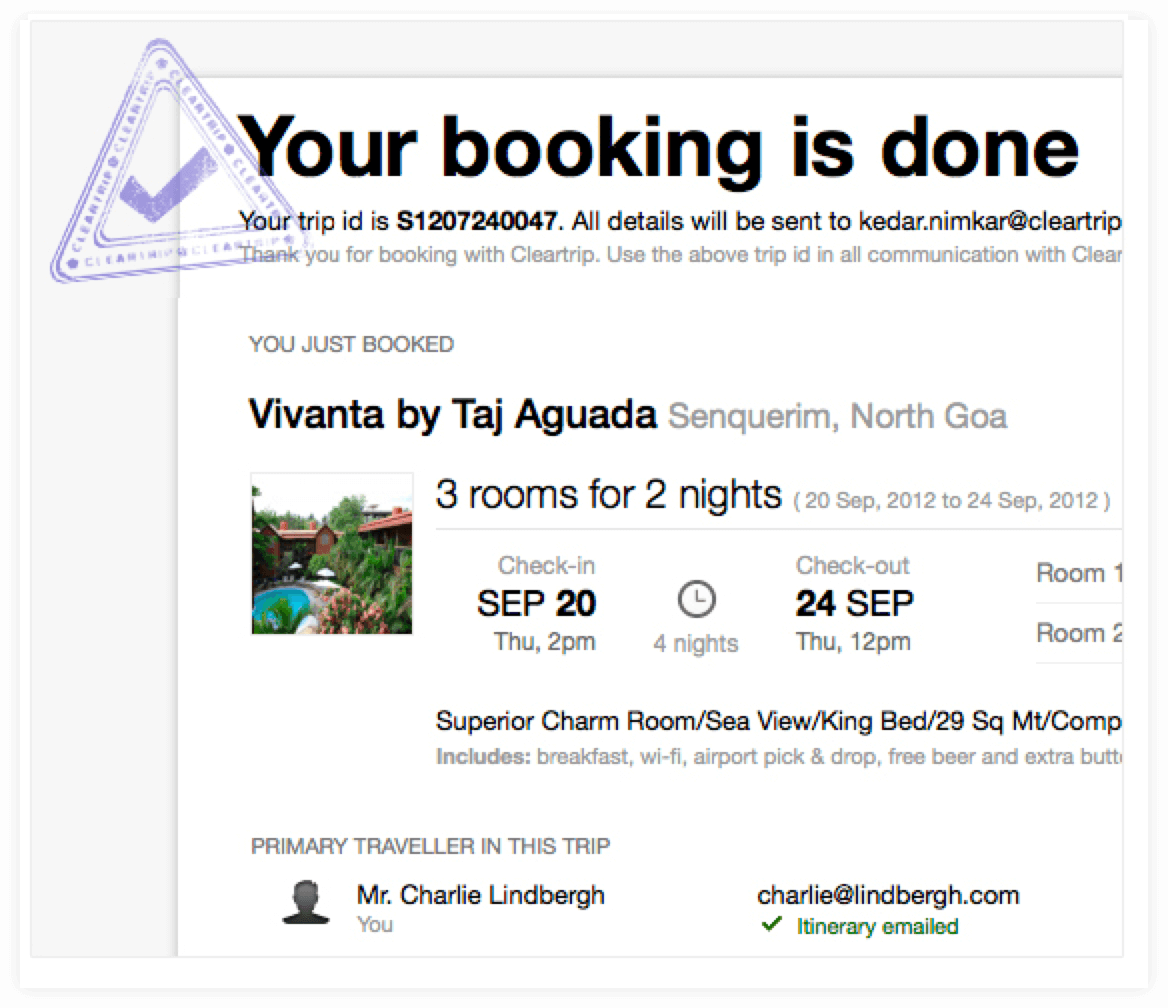 Your booking is done
Your trip id is S1207240047. All details will be sent to kedar.nimkar@cleartrip
Thank you for booking with Cleartrip. Use the above trip id in all communication with Clear
CLEARTRIP CLEARTRIP CLEARTRIP CLEARTRIP CLEARTRIP CLEARTRIP
YOU JUST BOOKED
Vivanta by Taj Aguada Senquerim, North Goa
3 rooms for 2 nights ( 20 Sep, 2012 to 24 Sep, 2012 )
Check-in Check-out
SEP 20 24 SEP
Thu, 2pm 4 nights Thu, 12pm
Room 1
Room 2
Superior Charm Room/Sea View/King Bed/29 Sq Mt/Comp
Includes: breakfast, wi-fi, airport pick & drop, free beer and extra butt
PRIMARY TRAVELLER IN THIS TRIP
Mr. Charlie Lindbergh charlie@lindbergh.com
You Itinerary emailed